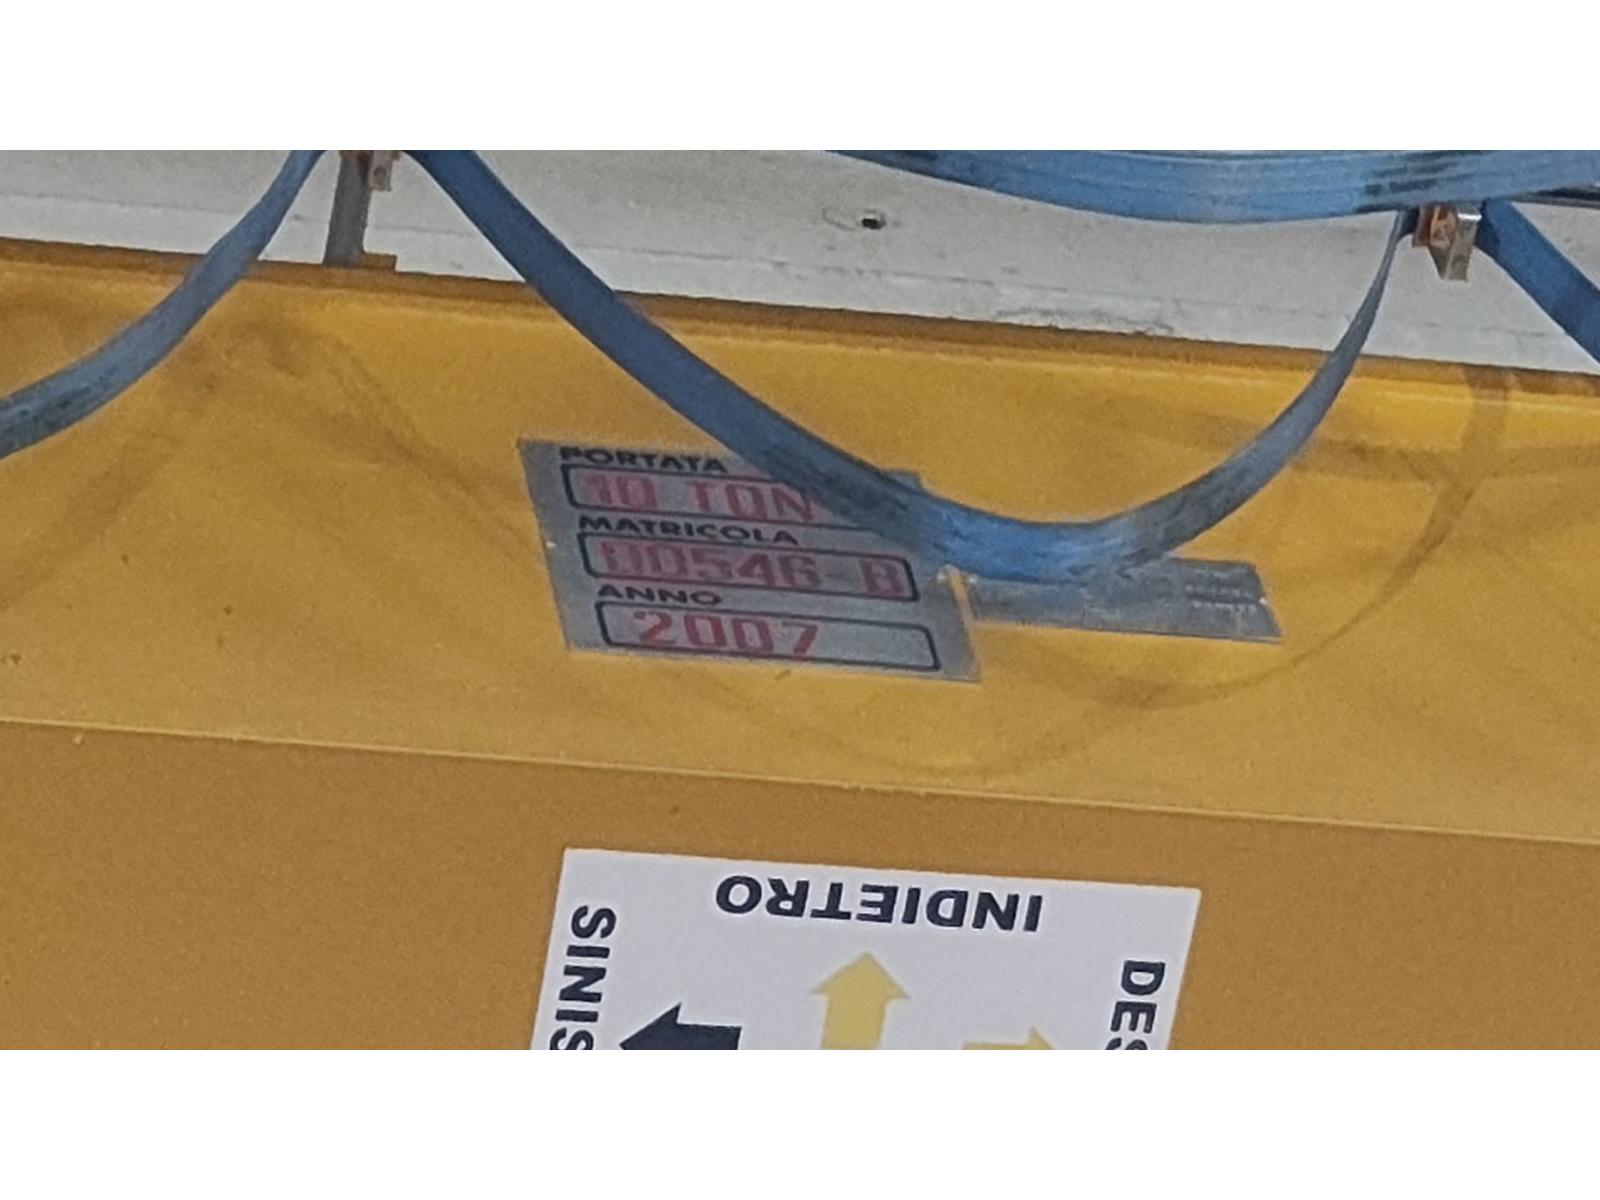 PORTATA
10 TON
MATRICOLA
00546-B
ANNO
2007
INDIETRO
SINIS
DES